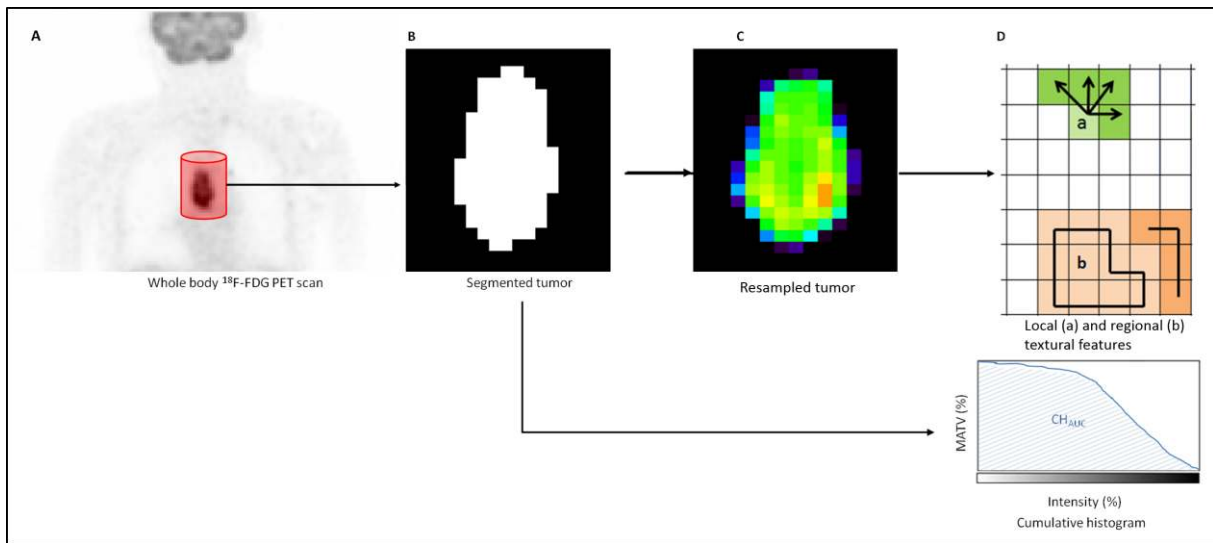 A
B
C
D
a
b
Whole body ¹⁸F-FDG PET scan
Segmented tumor
Resampled tumor
Local (a) and regional (b)
textural features
MATV (%)
CHAUC
Intensity (%)
Cumulative histogram